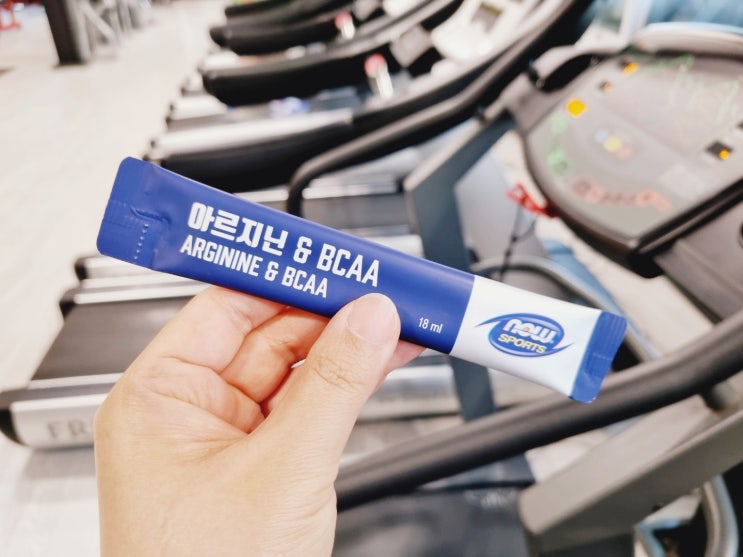 아르지닌 & BCAA
ARGININE & BCAA
18 ml
now
SPORTS